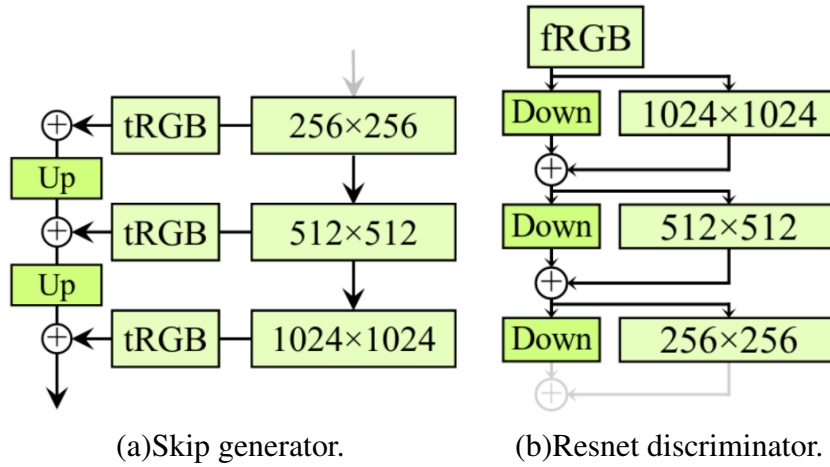 tRGB 256×256
Up
tRGB 512×512
Up
tRGB 1024×1024
(a)Skip generator.
fRGB
Down 1024×1024
Down 512×512
Down 256×256
(b)Resnet discriminator.